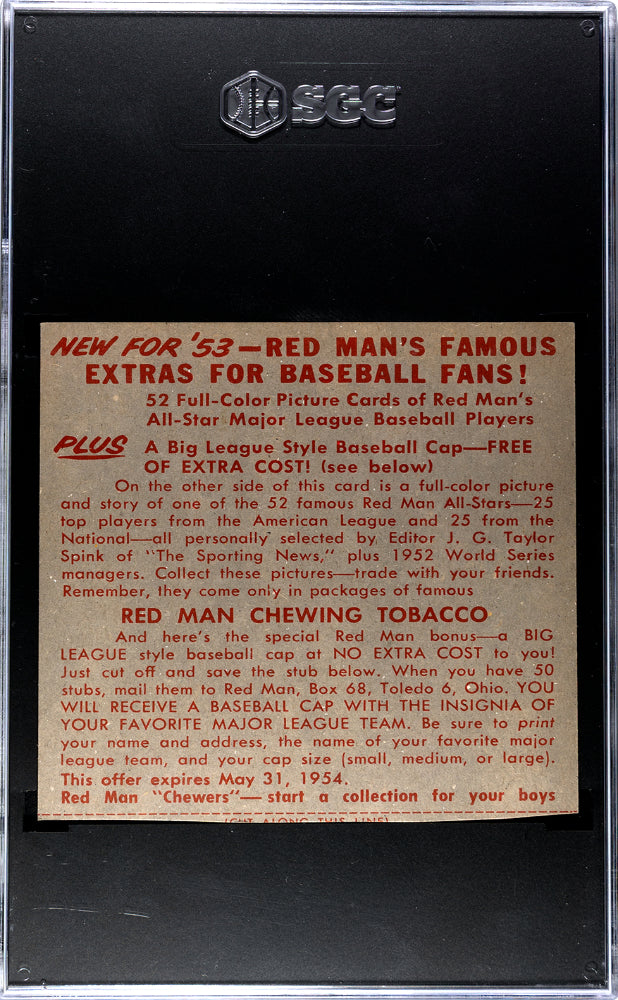 SGC
NEW FOR '53—RED MAN'S FAMOUS
EXTRAS FOR BASEBALL FANS!
52 Full-Color Picture Cards of Red Man's
All-Star Major League Baseball Players
PLUS A Big League Style Baseball Cap—FREE
OF EXTRA COST! (see below)
On the other side of this card is a full-color picture
and story of one of the 52 famous Red Man All-Stars—25
top players from the American League and 25 from the
National—all personally selected by Editor J. G. Taylor
Spink of "The Sporting News," plus 1952 World Series
managers. Collect these pictures—trade with your friends.
Remember, they come only in packages of famous
RED MAN CHEWING TOBACCO
And here's the special Red Man bonus—a BIG
LEAGUE style baseball cap at NO EXTRA COST to you!
Just cut off and save the stub below. When you have 50
stubs, mail them to Red Man, Box 68, Toledo 6, Ohio. YOU
WILL RECEIVE A BASEBALL CAP WITH THE INSIGNIA OF
YOUR FAVORITE MAJOR LEAGUE TEAM. Be sure to print
your name and address, the name of your favorite major
league team, and your cap size (small, medium, or large).
This offer expires May 31, 1954.
Red Man "Chewers"—start a collection for your boys
(CUT ALONG THIS LINE)